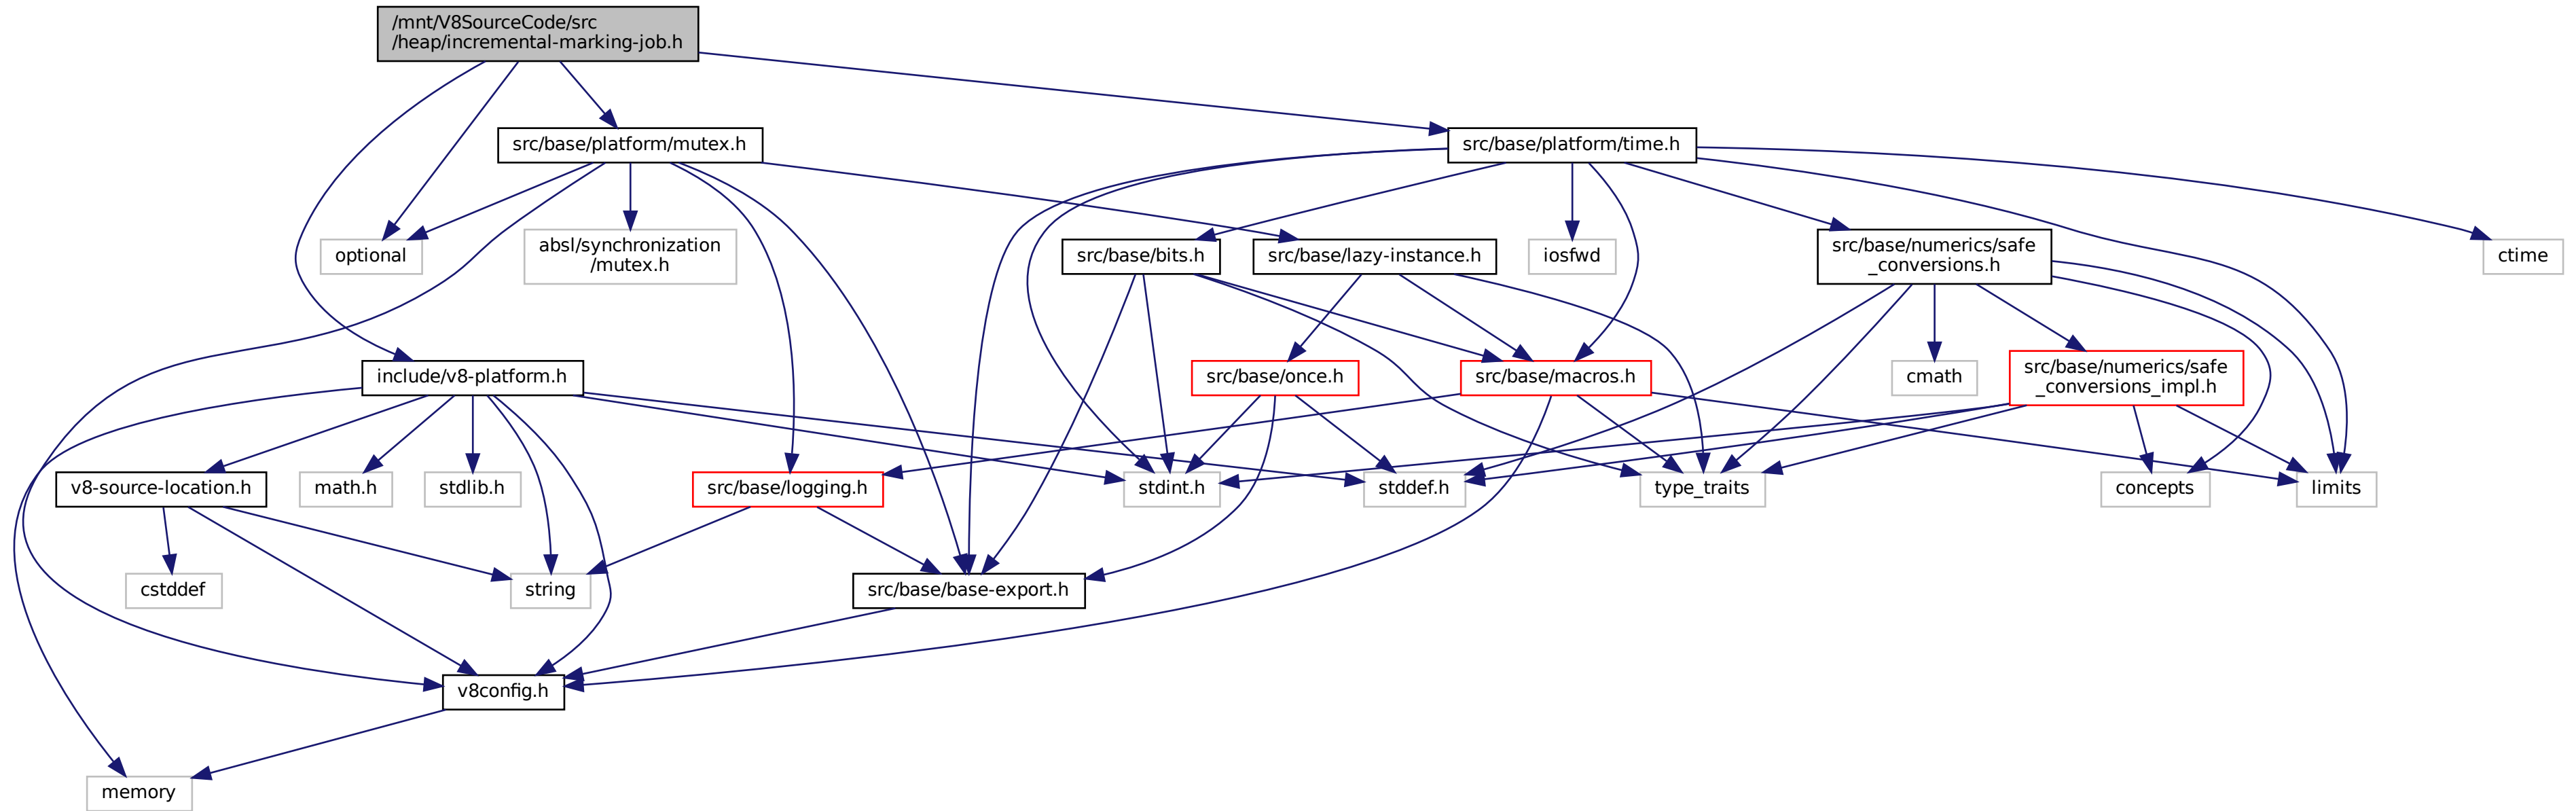 /mnt/V8SourceCode/src
/heap/incremental-marking-job.h
src/base/platform/mutex.h
src/base/platform/time.h
optional
absl/synchronization
/mutex.h
src/base/bits.h
src/base/lazy-instance.h
iosfwd
src/base/numerics/safe
_conversions.h
ctime
include/v8-platform.h
src/base/once.h
src/base/macros.h
cmath
src/base/numerics/safe
_conversions_impl.h
v8-source-location.h
math.h
stdlib.h
src/base/logging.h
stdint.h
stddef.h
type_traits
concepts
limits
cstddef
string
src/base/base-export.h
v8config.h
memory